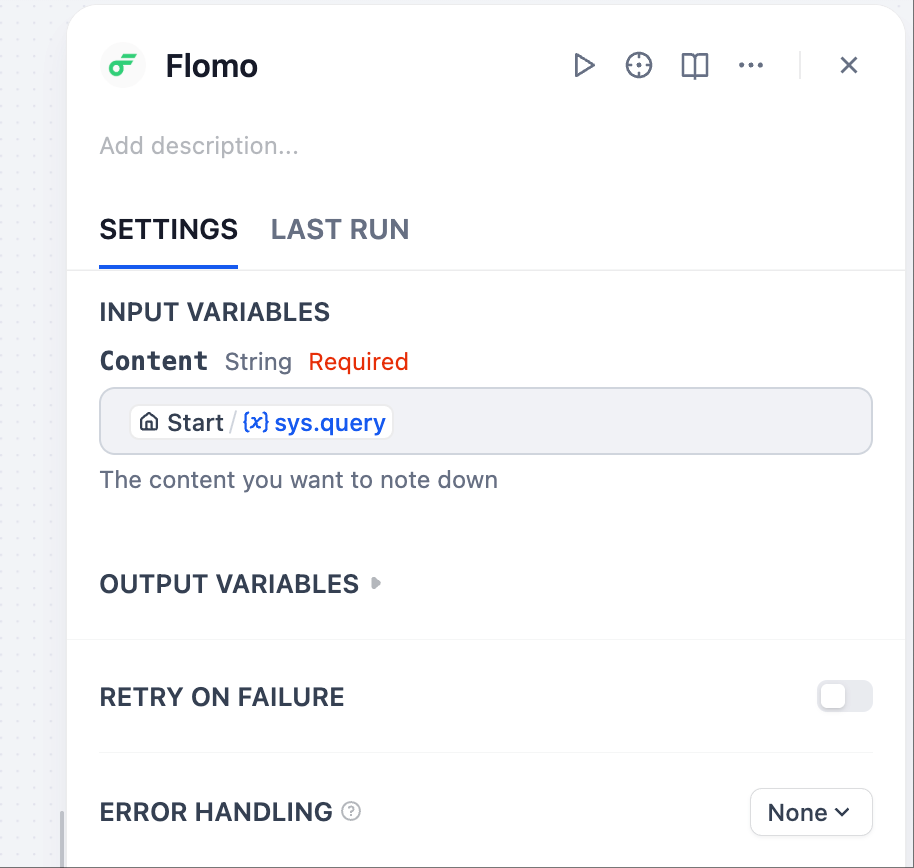 Flomo
Add description...
SETTINGS LAST RUN
INPUT VARIABLES
Content String Required
Start / {x} sys.query
The content you want to note down
OUTPUT VARIABLES
RETRY ON FAILURE
ERROR HANDLING ? None